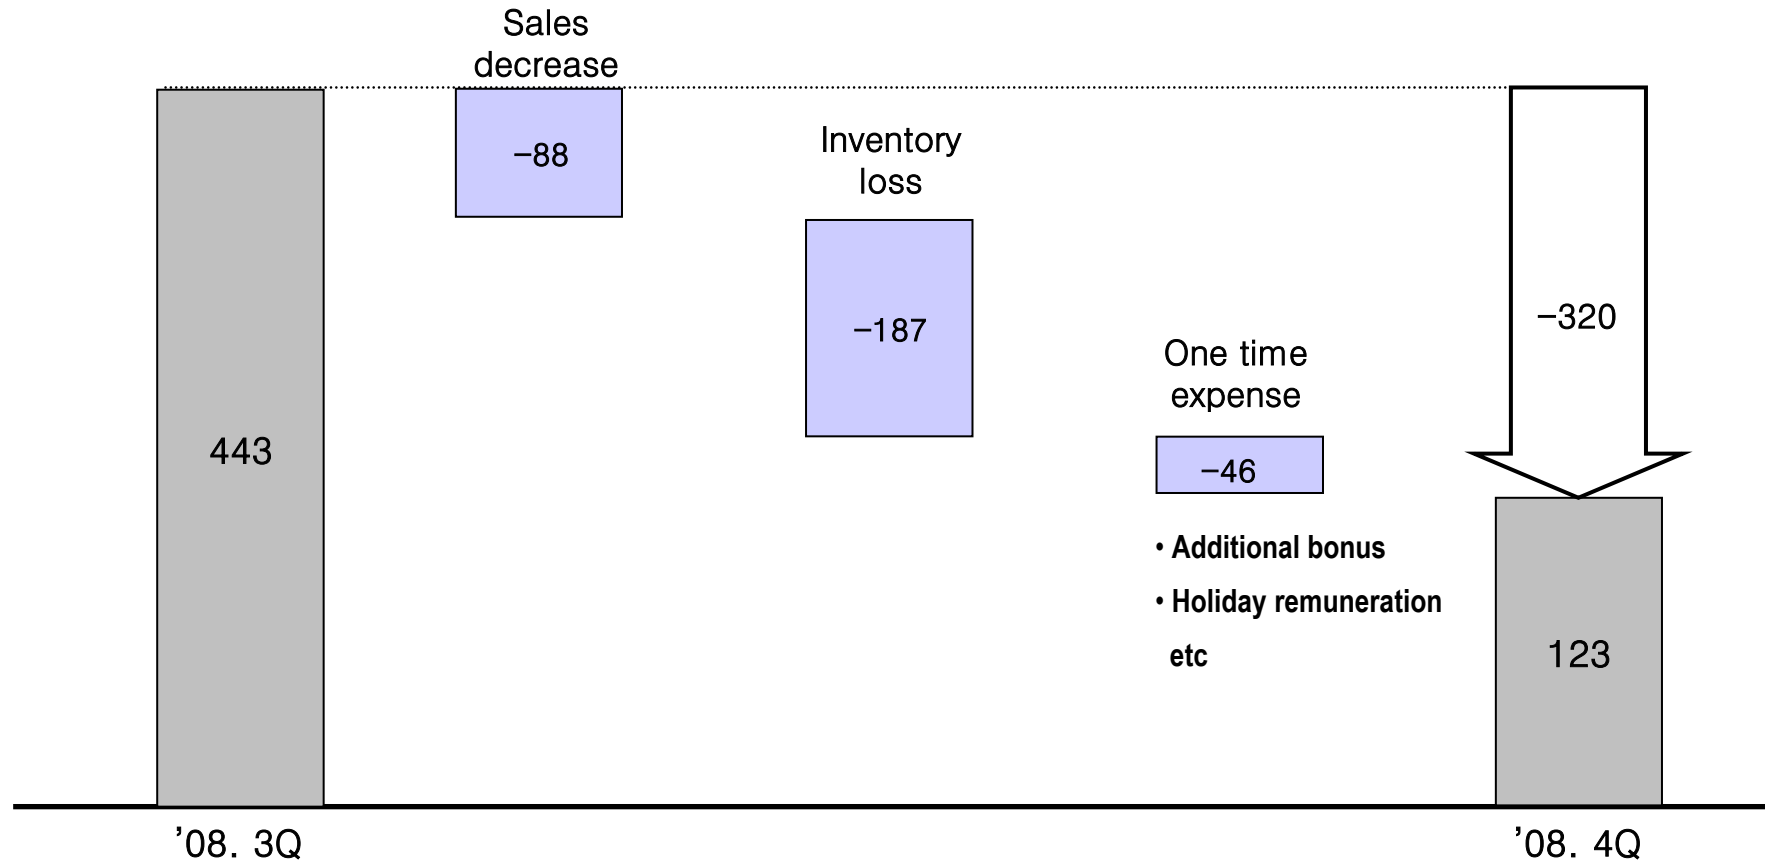 Sales
decrease
−88
Inventory
loss
−187
One time
expense
−46
• Additional bonus
• Holiday remuneration
etc
−320
443
123
’08. 3Q
’08. 4Q